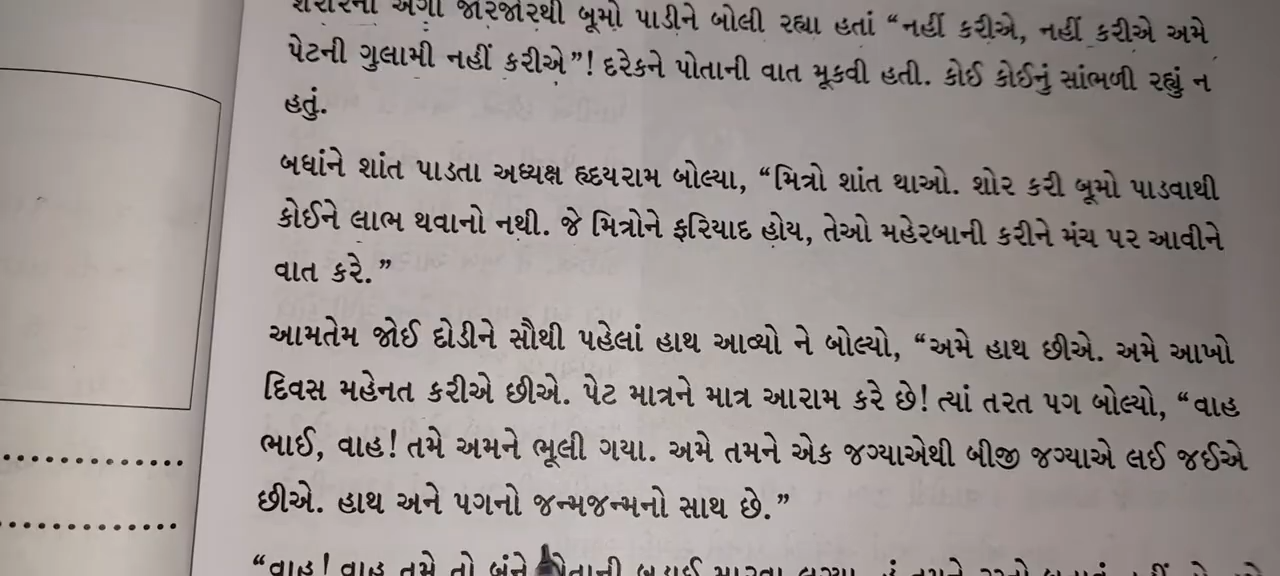 શરીરના અંગો જોરજોરથી બૂમો પાડીને બોલી રહ્યા હતાં “નહીં કરીએ, નહીં કરીએ અમે
પેટની ગુલામી નહીં કરીએ”! દરેકને પોતાની વાત મૂકવી હતી. કોઈ કોઈનું સાંભળી રહ્યું ન
હતું.
બધાંને શાંત પાડતા અધ્યક્ષ હૃદયરામ બોલ્યા, “મિત્રો શાંત થાઓ. શોર કરી બૂમો પાડવાથી
કોઈને લાભ થવાનો નથી. જે મિત્રોને ફરિયાદ હોય, તેઓ મહેરબાની કરીને મંચ પર આવીને
વાત કરે.”
આમતેમ જોઈ દોડીને સૌથી પહેલાં હાથ આવ્યો ને બોલ્યો, “અમે હાથ છીએ. અમે આખો
દિવસ મહેનત કરીએ છીએ. પેટ માત્રને માત્ર આરામ કરે છે! ત્યાં તરત પગ બોલ્યો, “વાહ
ભાઈ, વાહ! તમે અમને ભૂલી ગયા. અમે તમને એક જગ્યાએથી બીજી જગ્યાએ લઈ જઈએ
છીએ. હાથ અને પગનો જન્મજન્મનો સાથ છે.”
“વાહ! વાહ તમે તો બંને